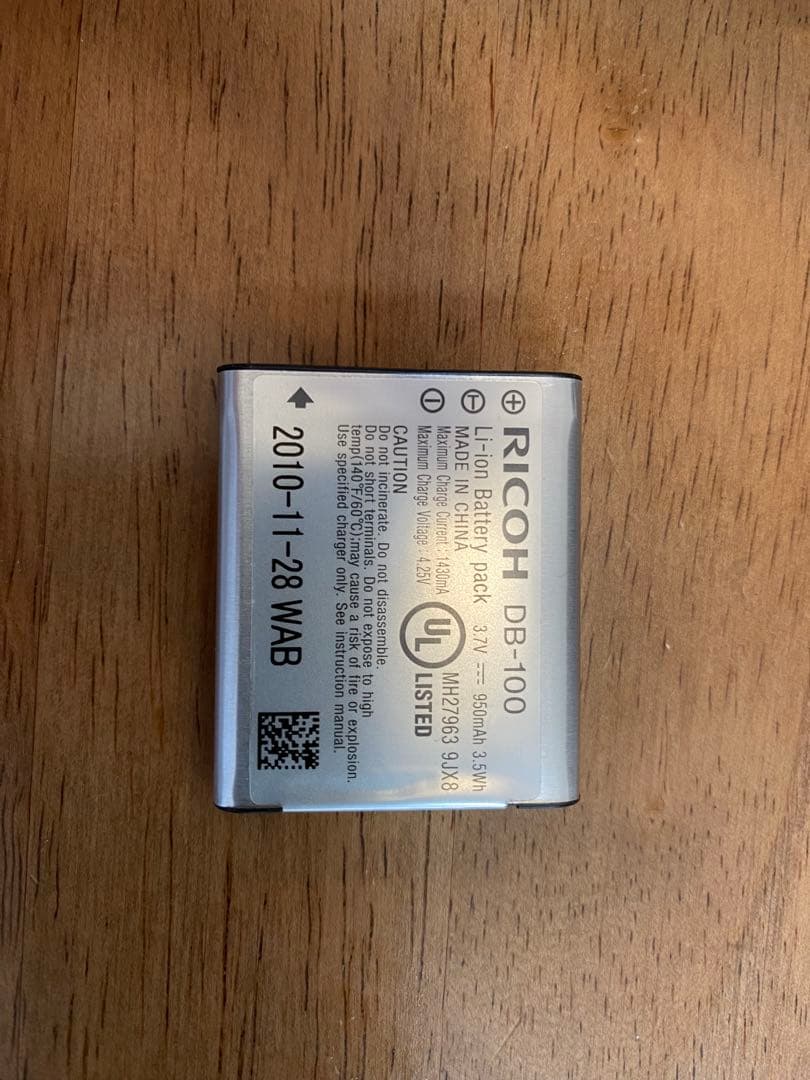 ⊕ RICOH DB-100
Li-ion Battery pack 3.7V ⎓ 950mAh 3.5Wh
Ⓣ MADE IN CHINA
Maximum Charge Current : 1430mA
⊖ Maximum Charge Voltage : 4.25V
UL LISTED
MH27963 9JX8
CAUTION
Do not incinerate. Do not disassemble.
Do not short terminals. Do not expose to high
temp(140°F/60°C);may cause a risk of fire or explosion.
Use specified charger only. See instruction manual.
2010-11-28 WAB